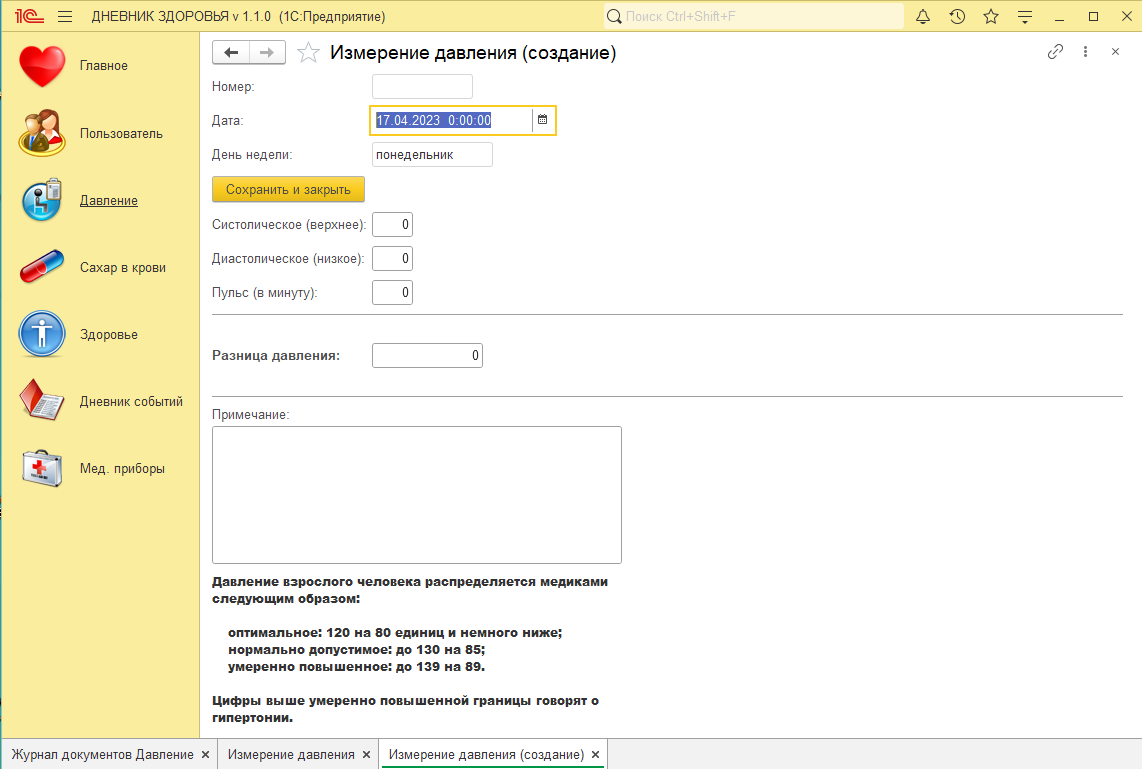 1С ДНЕВНИК ЗДОРОВЬЯ v 1.1.0 (1С:Предприятие) Поиск Ctrl+Shift+F
Главное
Пользователь
Давление
Сахар в крови
Здоровье
Дневник событий
Мед. приборы
Измерение давления (создание)
Номер:
Дата: 17.04.2023 0:00:00
День недели: понедельник
Сохранить и закрыть
Систолическое (верхнее): 0
Диастолическое (низкое): 0
Пульс (в минуту): 0
Разница давления: 0
Примечание:
Давление взрослого человека распределяется медиками
следующим образом:
оптимальное: 120 на 80 единиц и немного ниже;
нормально допустимое: до 130 на 85;
умеренно повышенное: до 139 на 89.
Цифры выше умеренно повышенной границы говорят о
гипертонии.
Журнал документов Давление × Измерение давления × Измерение давления (создание) ×